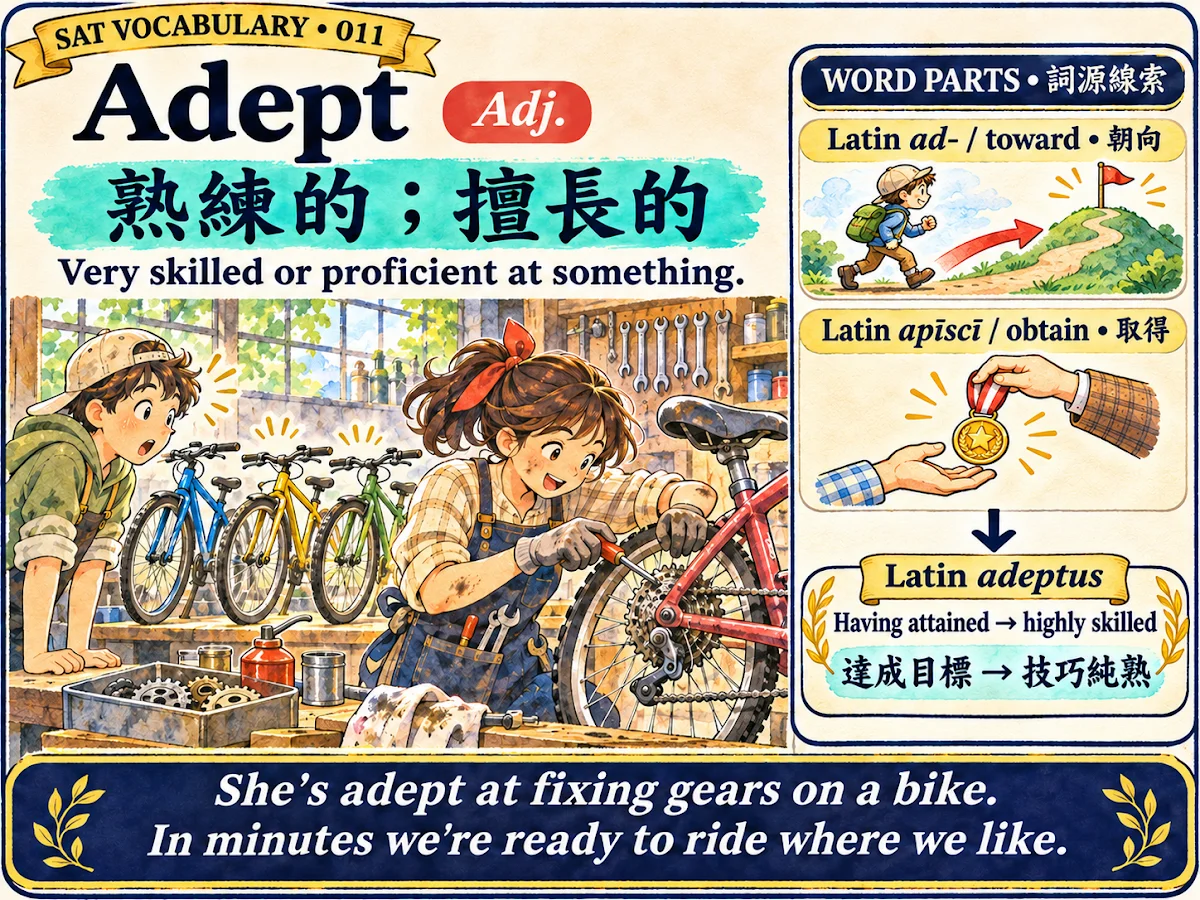 SAT VOCABULARY • 011
Adept
Adj.
熟練的；擅長的
Very skilled or proficient at something.
WORD PARTS • 詞源線索
Latin ad- / toward • 朝向
Latin apīscī / obtain • 取得
Latin adeptus
Having attained → highly skilled
達成目標 → 技巧純熟
She's adept at fixing gears on a bike.
In minutes we're ready to ride where we like.